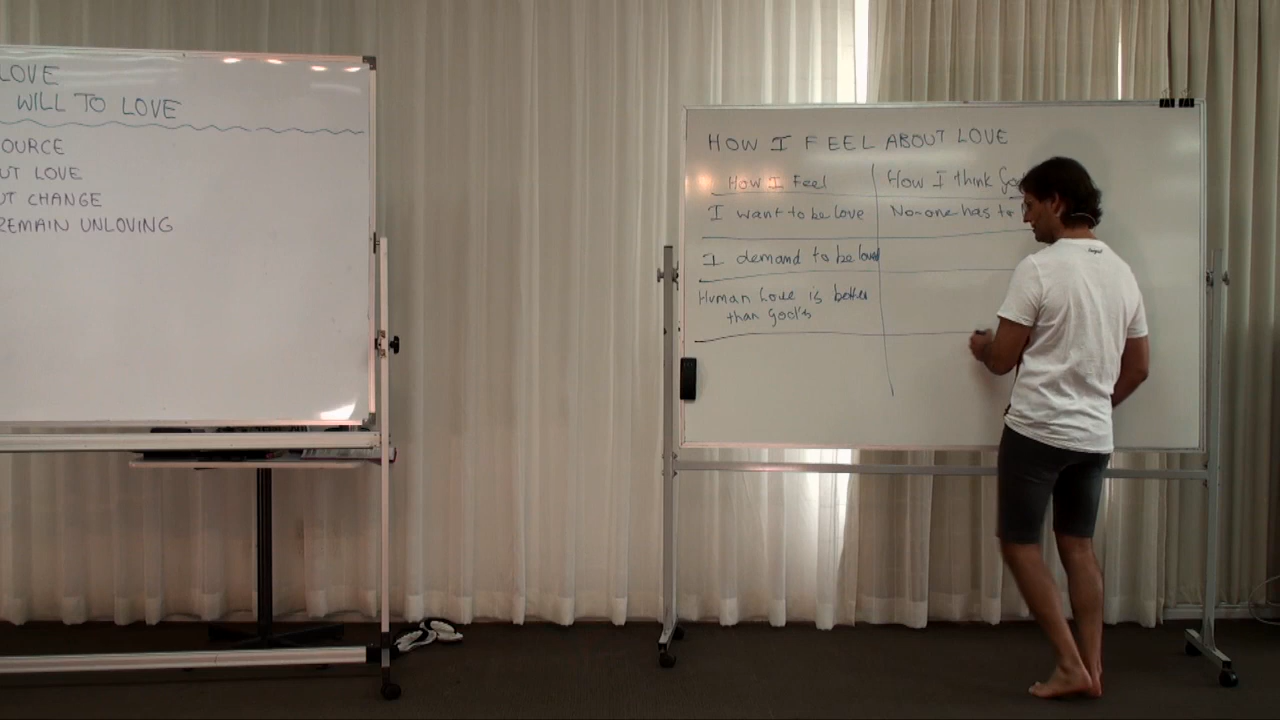 LOVE
WILL TO LOVE
OURCE
UT LOVE
UT CHANGE
REMAIN UNLOVING
HOW I FEEL ABOUT LOVE
How I Feel
How I think Go
I want to be love
No-one has to
I demand to be loved
Human Love is better
than God's